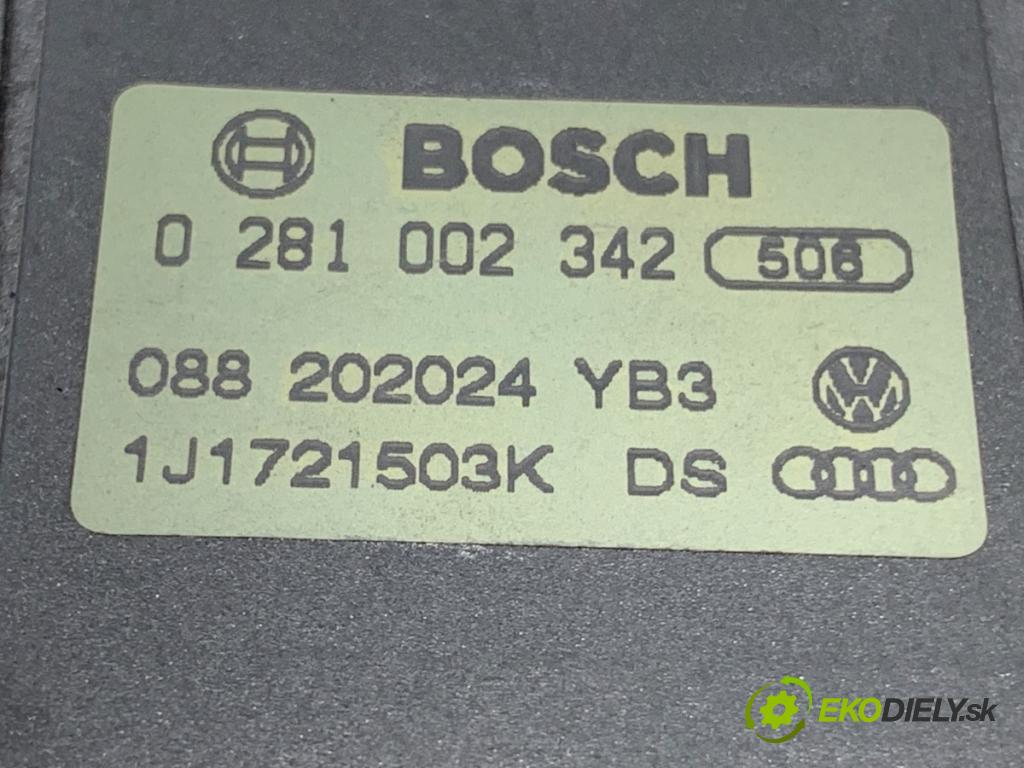 BOSCH
0 281 002 342 506
088 202024 YB3
1J1721503K DS
EKODIELY.sk